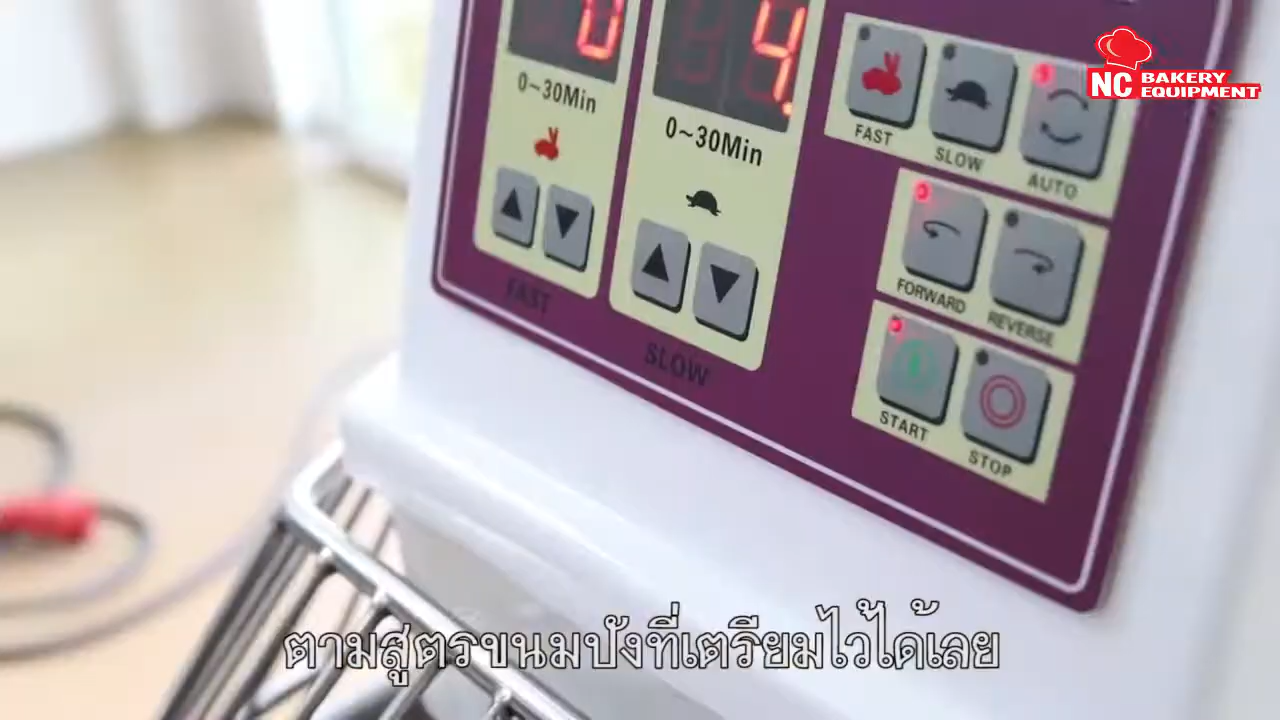 0
4.
0~30Min
0~30Min
FAST
SLOW
FAST
SLOW
AUTO
FORWARD
REVERSE
START
STOP
NC BAKERY EQUIPMENT
ตามสูตรขนมปังที่เตรียมไว้ได้เลย